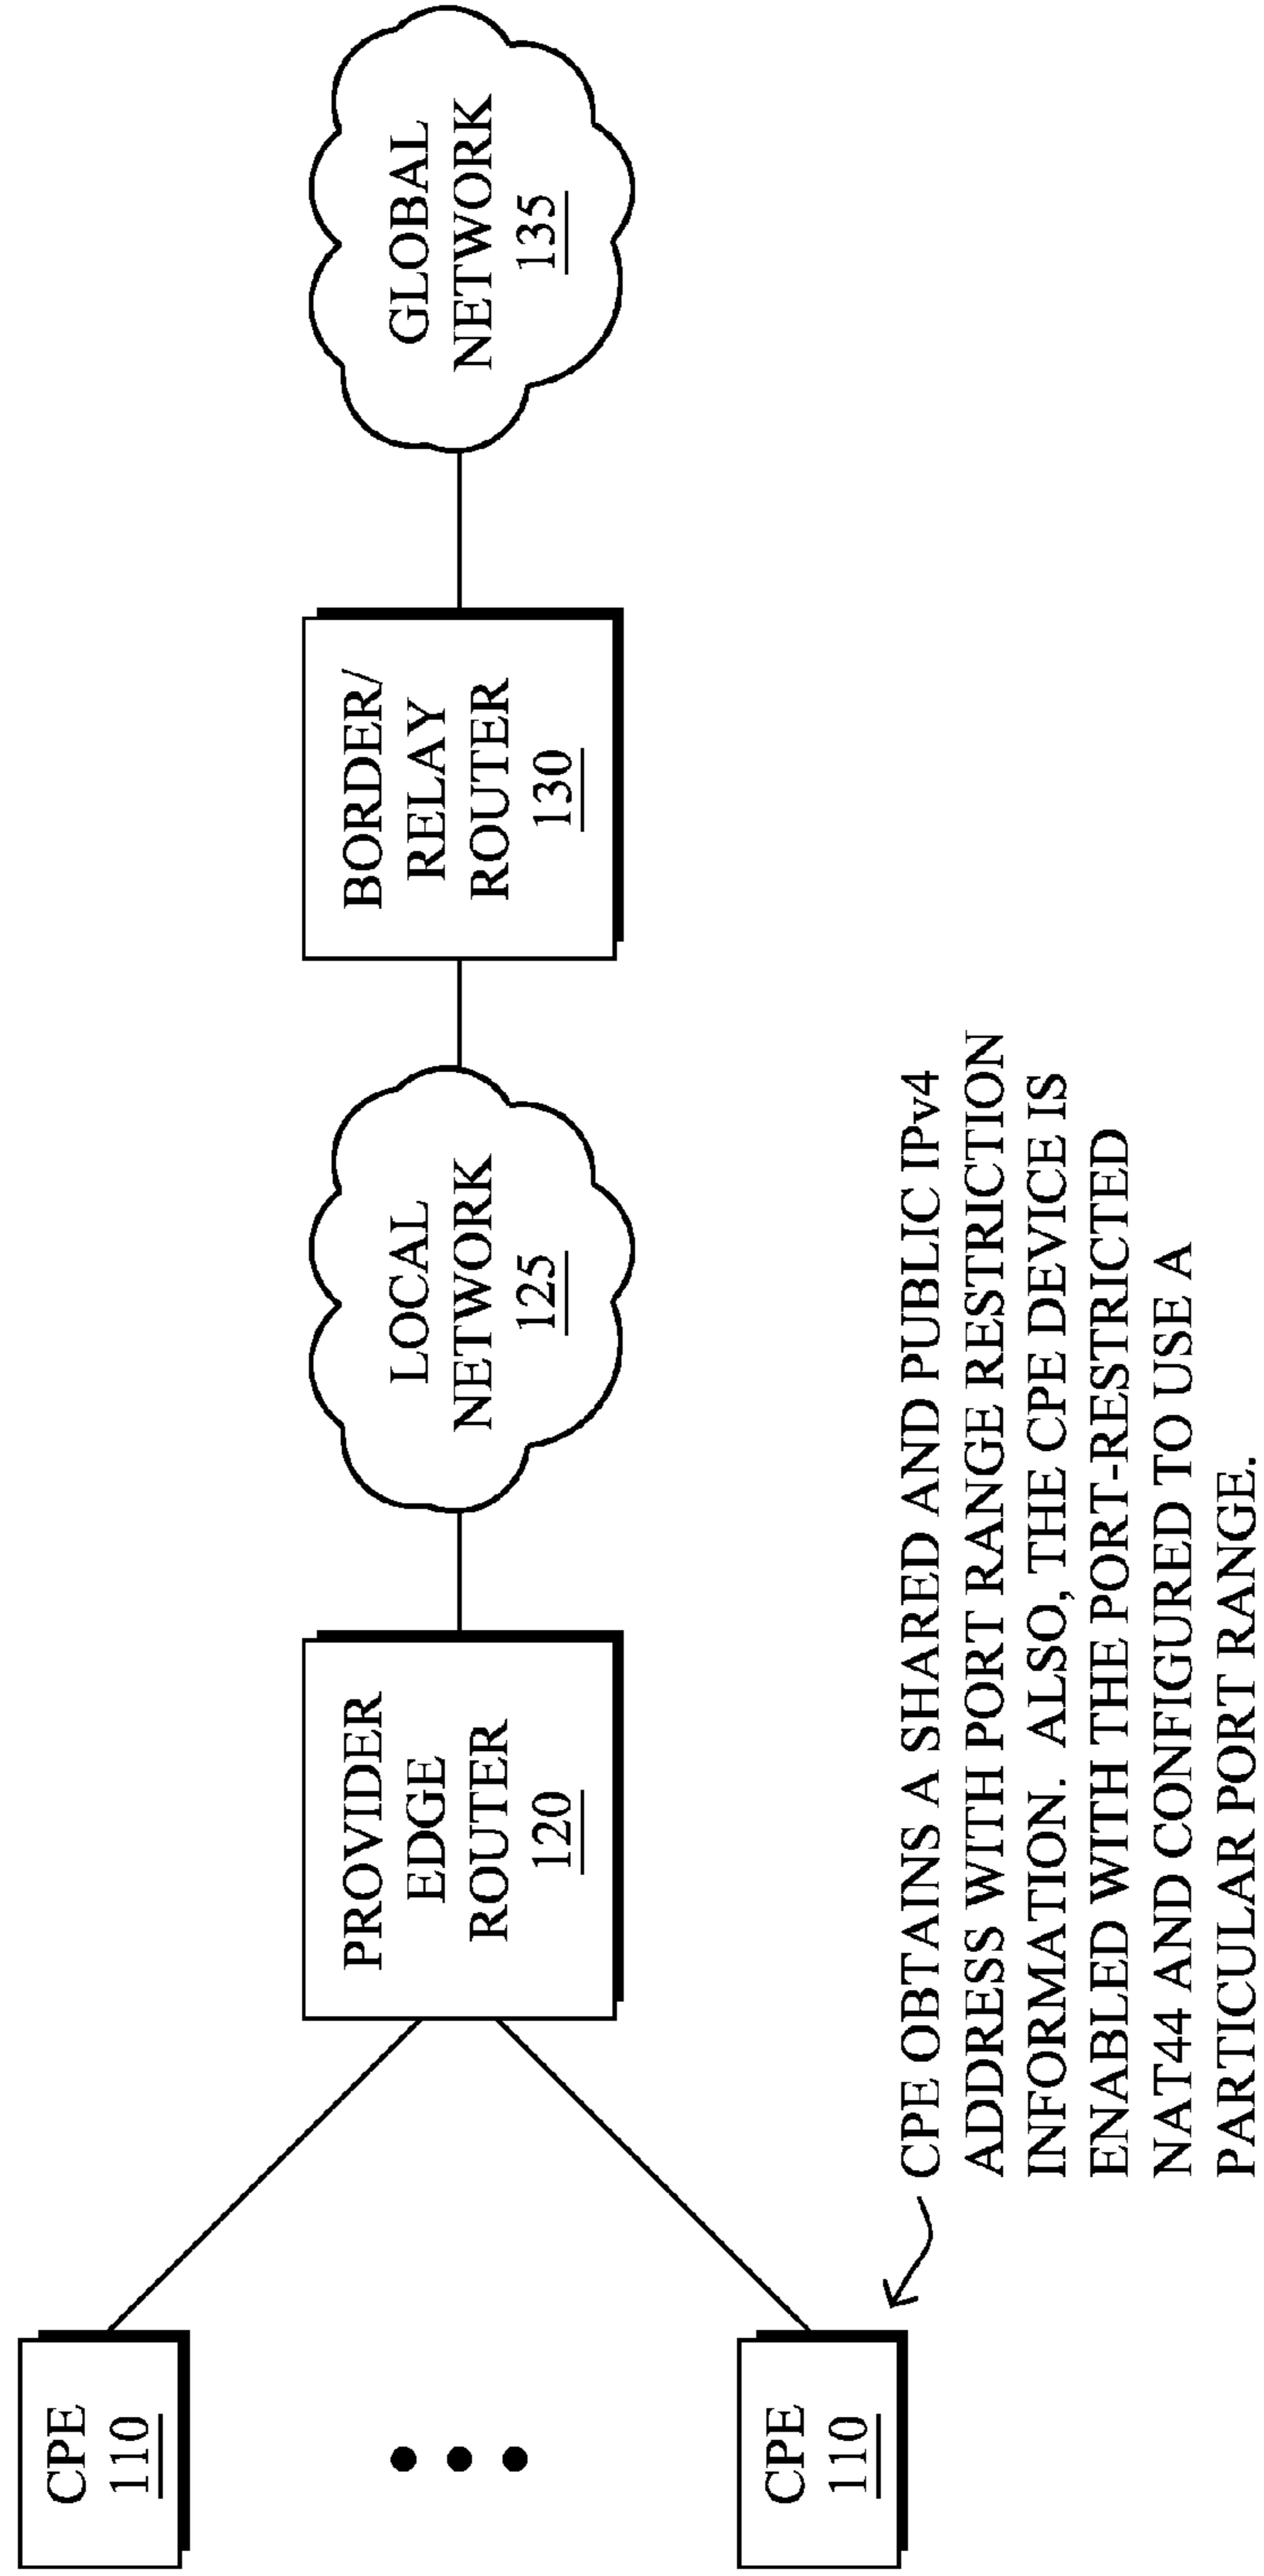 CPE
110
CPE
110
PROVIDER
EDGE
ROUTER
120
LOCAL
NETWORK
125
BORDER/
RELAY
ROUTER
130
GLOBAL
NETWORK
135
CPE OBTAINS A SHARED AND PUBLIC IPv4
ADDRESS WITH PORT RANGE RESTRICTION
INFORMATION. ALSO, THE CPE DEVICE IS
ENABLED WITH THE PORT-RESTRICTED
NAT44 AND CONFIGURED TO USE A
PARTICULAR PORT RANGE.